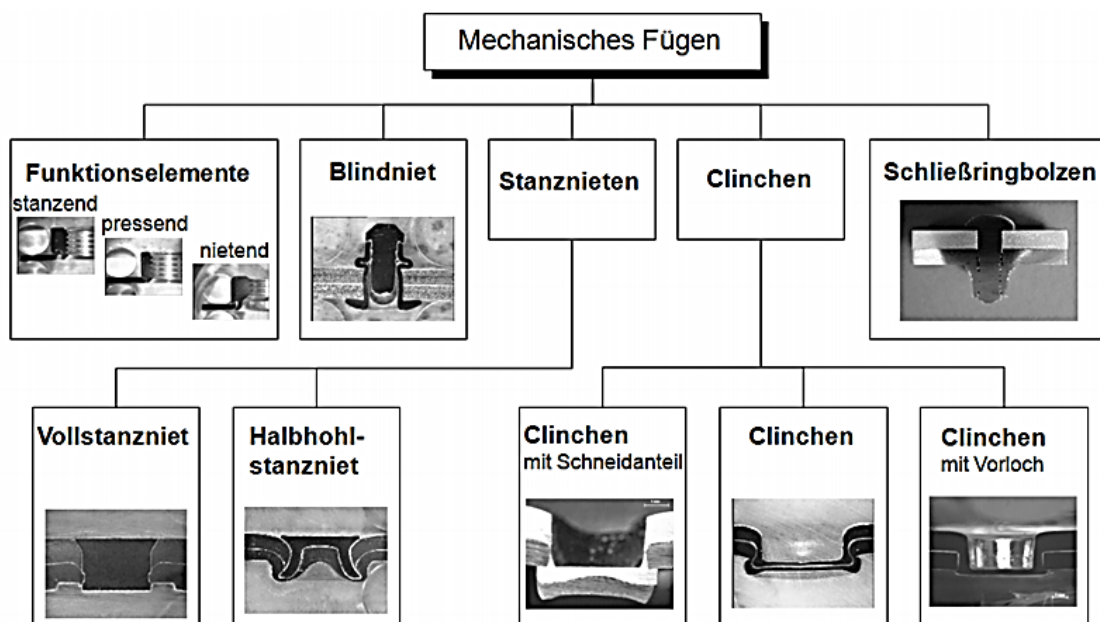 Mechanisches Fügen
Funktionselemente
stanzend
pressend
nietend
Blindniet
Stanznieten
Clinchen
Schließringbolzen
Vollstanzniet
Halbhohl-
stanzniet
Clinchen
mit Schneidanteil
Clinchen
Clinchen
mit Vorloch